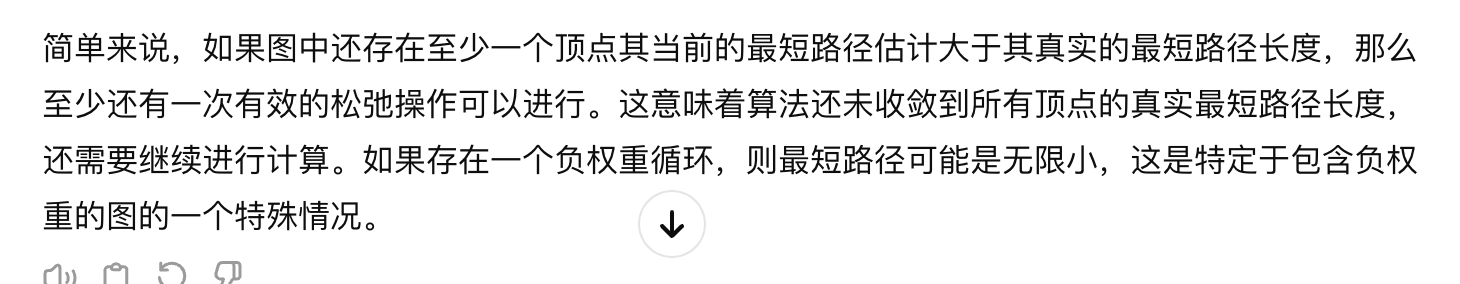 简单来说，如果图中还存在至少一个顶点其当前的最短路径估计大于其真实的最短路径长度，那么
至少还有一次有效的松弛操作可以进行。这意味着算法还未收敛到所有顶点的真实最短路径长度，
还需要继续进行计算。如果存在一个负权重循环，则最短路径可能是无限小，这是特定于包含负权
重的图的一个特殊情况。